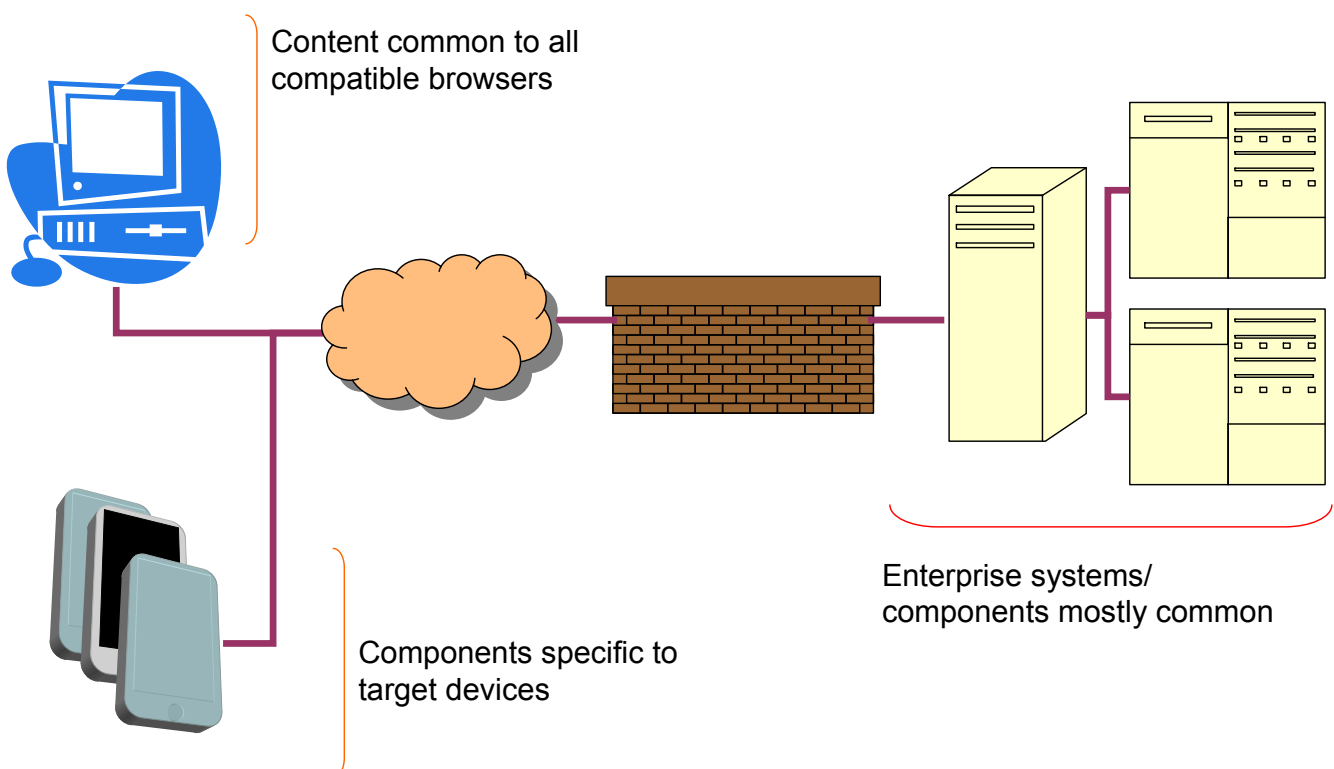 Content common to all
compatible browsers
Enterprise systems/
components mostly common
Components specific to
target devices